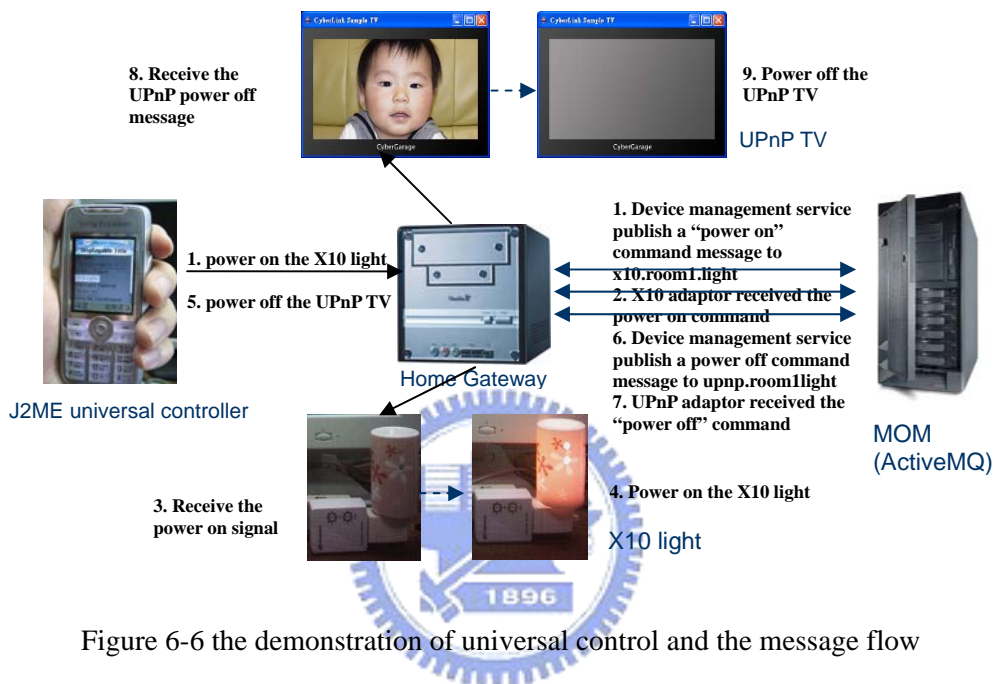 CyberLink Sample TV
CyberLink Sample TV
8. Receive the
UPnP power off
message
9. Power off the
UPnP TV
UPnP TV
CyberGarage
CyberGarage
1. power on the X10 light
5. power off the UPnP TV
1. Device management service
publish a “power on”
command message to
x10.room1.light
2. X10 adaptor received the
power on command
6. Device management service
publish a power off command
message to upnp.room1light
7. UPnP adaptor received the
“power off” command
Home Gateway
J2ME universal controller
MOM
(ActiveMQ)
3. Receive the
power on signal
4. Power on the X10 light
X10 light
1896
Figure 6-6 the demonstration of universal control and the message flow